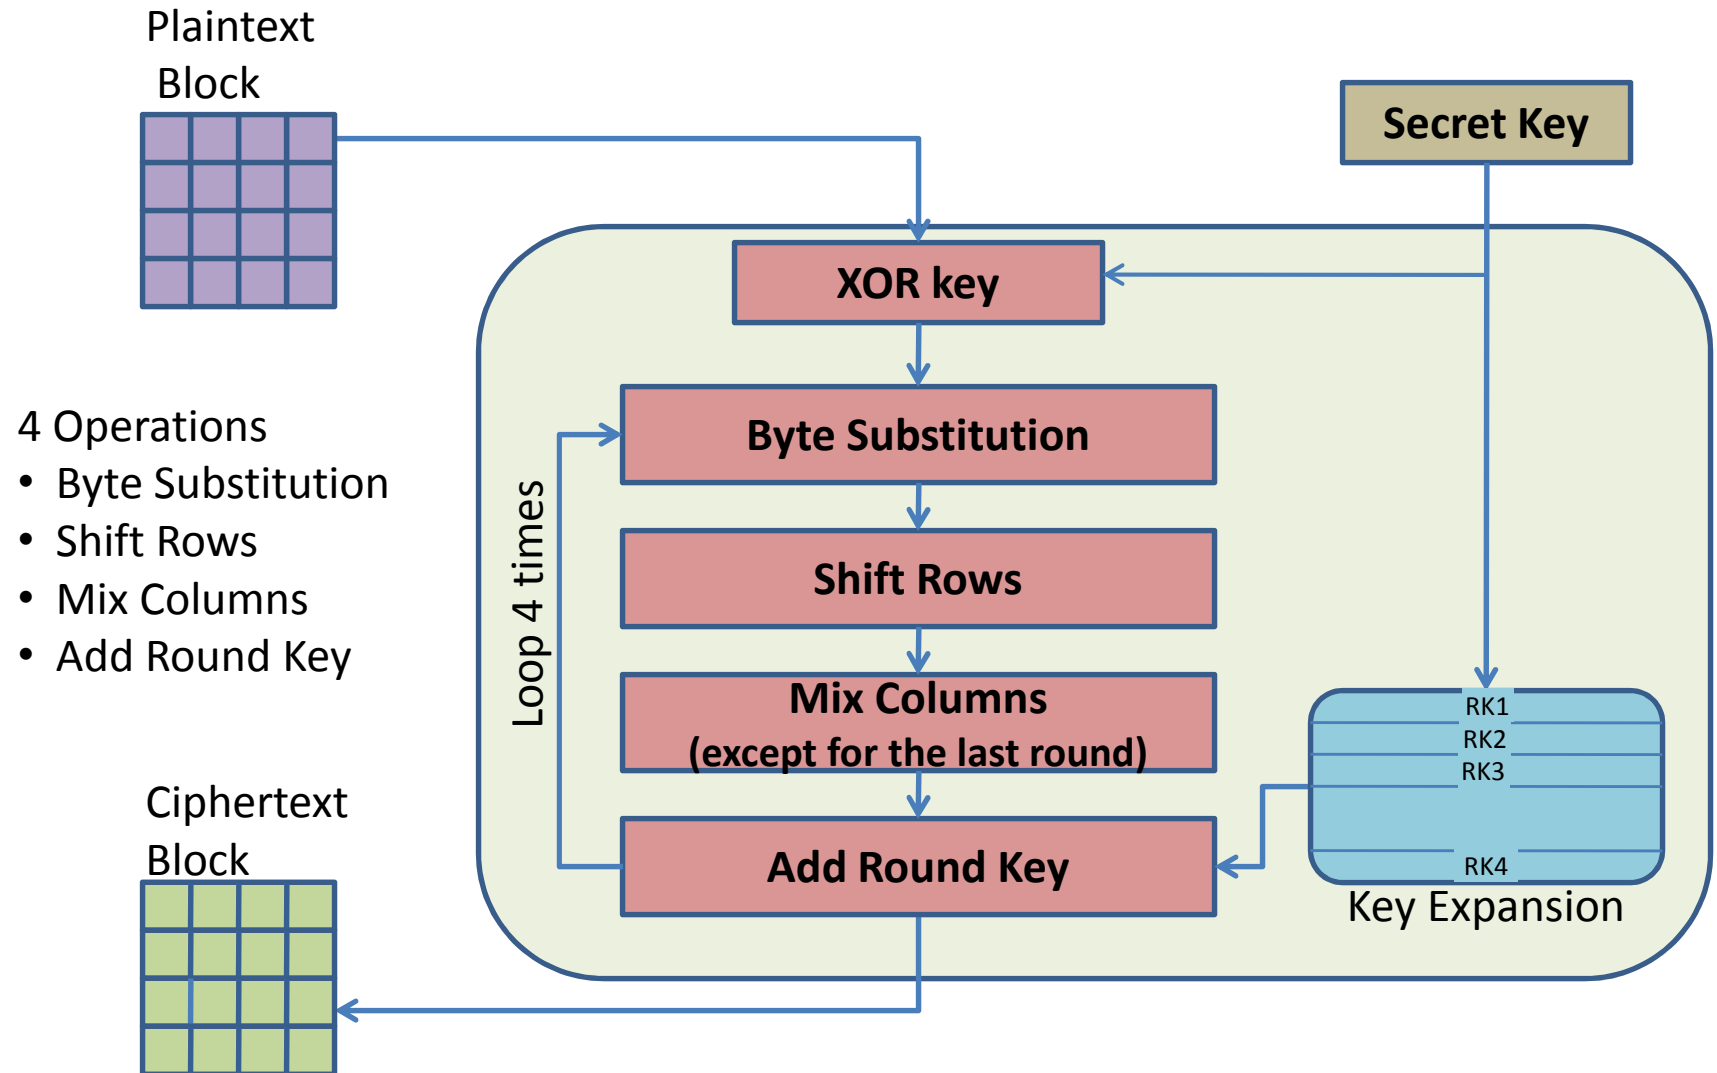 Plaintext
Block
Secret Key
XOR key
4 Operations
• Byte Substitution
• Shift Rows
• Mix Columns
• Add Round Key
Loop 4 times
Byte Substitution
Shift Rows
Mix Columns
(except for the last round)
Add Round Key
RK1
RK2
RK3
RK4
Key Expansion
Ciphertext
Block